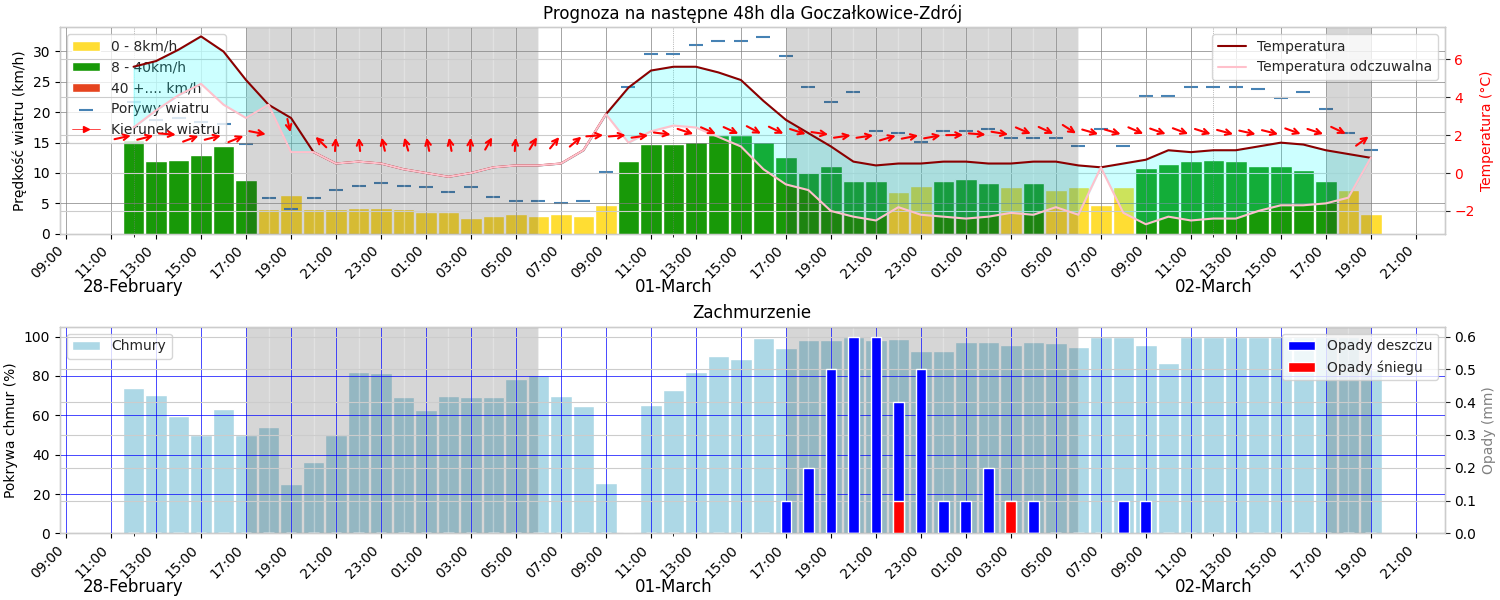 Prognoza na następne 48h dla Goczałkowice-Zdrój
Prędkość wiatru (km/h)
30
25
20
15
10
5
0
0 - 8km/h
8 - 40km/h
40 +.... km/h
Porywy wiatru
Kierunek wiatru
Temperatura
Temperatura odczuwalna
6
4
2
0
−2
Temperatura (°C)
09:00 11:00 13:00 15:00 17:00 19:00 21:00 23:00 01:00 03:00 05:00 07:00 09:00 11:00 13:00 15:00 17:00 19:00 21:00 23:00 01:00 03:00 05:00 07:00 09:00 11:00 13:00 15:00 17:00 19:00 21:00
28-February 01-March 02-March
Zachmurzenie
Pokrywa chmur (%)
100
80
60
40
20
0
Chmury
Opady deszczu
Opady śniegu
0.6
0.5
0.4
0.3
0.2
0.1
0.0
Opady (mm)
09:00 11:00 13:00 15:00 17:00 19:00 21:00 23:00 01:00 03:00 05:00 07:00 09:00 11:00 13:00 15:00 17:00 19:00 21:00 23:00 01:00 03:00 05:00 07:00 09:00 11:00 13:00 15:00 17:00 19:00 21:00
28-February 01-March 02-March